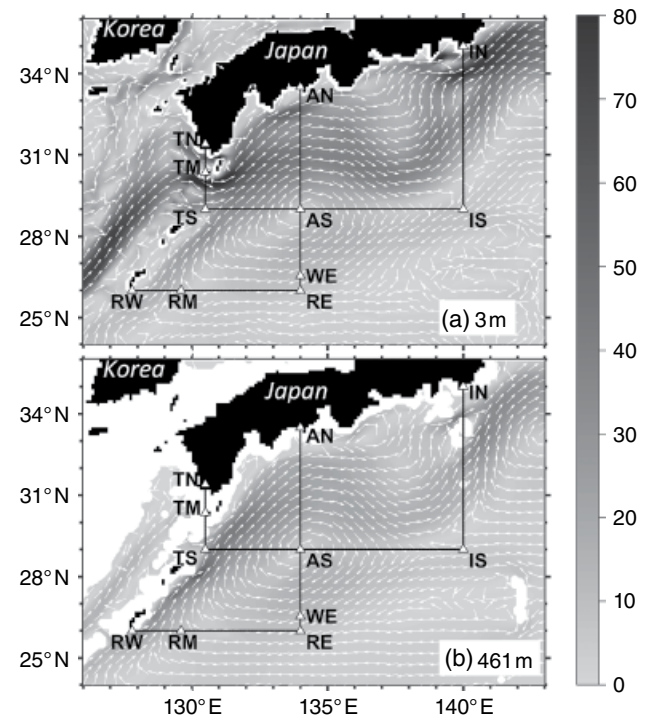 Korea
Japan
34°N
31°N
28°N
25°N
IN
AN
TN
TM
TS
AS
IS
WE
RW
RM
RE
(a) 3 m
80
70
60
50
40
30
20
10
0
Korea
Japan
34°N
31°N
28°N
25°N
IN
AN
TN
TM
TS
AS
IS
WE
RW
RM
RE
(b) 461 m
130°E
135°E
140°E